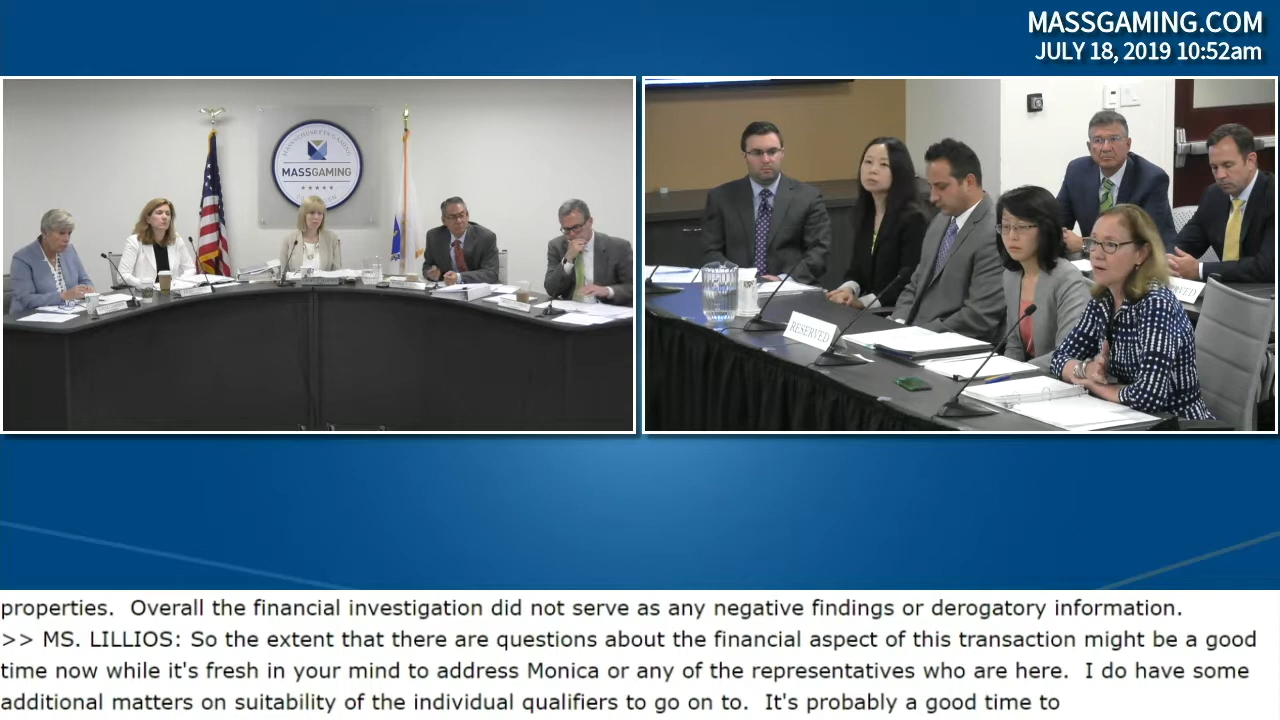 MASSGAMING.COM
JULY 18, 2019 10:52am
MASSACHUSETTS GAMING
MASSGAMING
RESERVED
properties.  Overall the financial investigation did not serve as any negative findings or derogatory information.
>> MS. LILLIOS: So the extent that there are questions about the financial aspect of this transaction might be a good
time now while it's fresh in your mind to address Monica or any of the representatives who are here.  I do have some
additional matters on suitability of the individual qualifiers to go on to.  It's probably a good time to